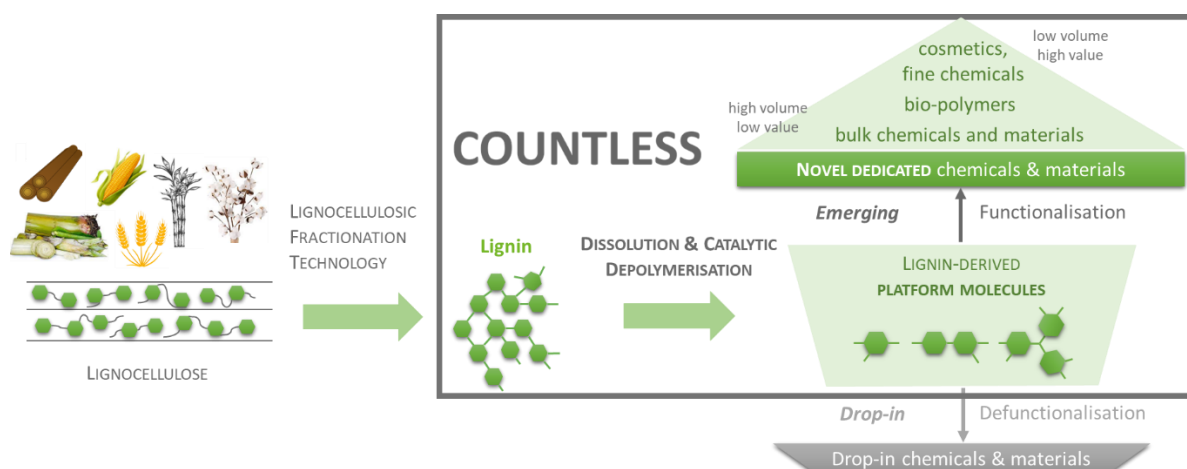 LIGNOCELLULOSIC
FRACTIONATION
TECHNOLOGY
LIGNOCELLULOSE
COUNTLESS
Lignin
DISSOLUTION & CATALYTIC
DEPOLYMERISATION
low volume
high value
cosmetics,
fine chemicals
bio-polymers
bulk chemicals and materials
high volume
low value
NOVEL DEDICATED chemicals & materials
Emerging
Functionalisation
LIGNIN-DERIVED
PLATFORM MOLECULES
Drop-in
Defunctionalisation
Drop-in chemicals & materials